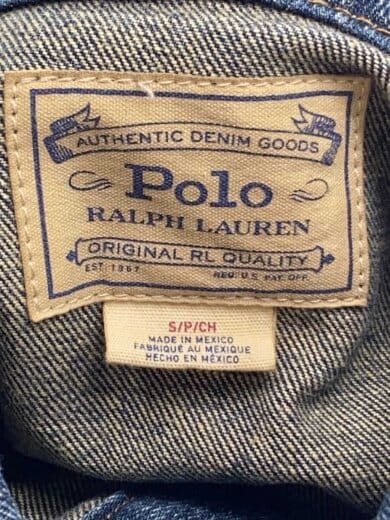 AUTHENTIC DENIM GOODS
Polo
RALPH LAUREN
ORIGINAL RL QUALITY
EST. 1967 REG. U.S. PAT. OFF.
S/P/CH
MADE IN MEXICO
FABRIQUÉ AU MEXIQUE
HECHO EN MÉXICO